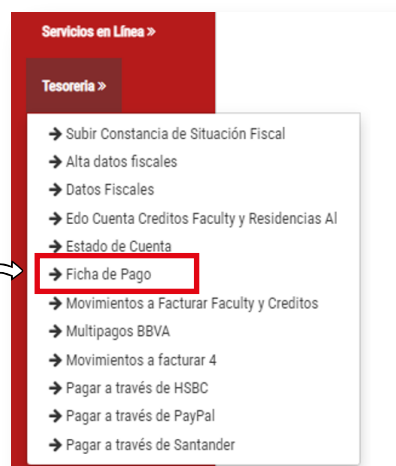 Servicios en Línea »
Tesoreria »
→ Subir Constancia de Situación Fiscal
→ Alta datos fiscales
→ Datos Fiscales
→ Edo Cuenta Creditos Faculty y Residencias Al
→ Estado de Cuenta
→ Ficha de Pago
→ Movimientos a Facturar Faculty y Creditos
→ Multipagos BBVA
→ Movimientos a facturar 4
→ Pagar a través de HSBC
→ Pagar a través de PayPal
→ Pagar a través de Santander